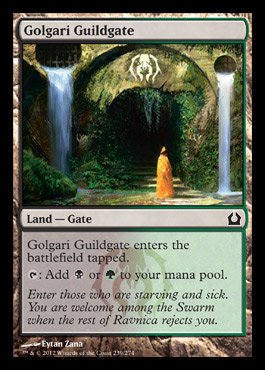 Golgari Guildgate
Land — Gate
Golgari Guildgate enters the
battlefield tapped.
: Add or to your mana pool.
Enter those who are starving and sick.
You are welcome among the Swarm
when the rest of Ravnica rejects you.
Eytan Zana
™ & © 2012 Wizards of the Coast 239/274